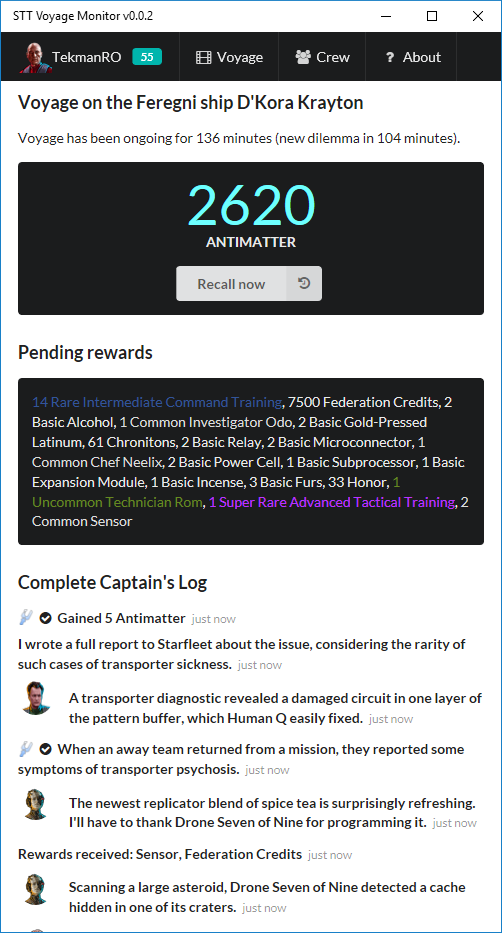 STT Voyage Monitor v0.0.2
TekmanRO 55 Voyage Crew ? About
Voyage on the Feregni ship D'Kora Krayton
Voyage has been ongoing for 136 minutes (new dilemma in 104 minutes).
2620
ANTIMATTER
Recall now
Pending rewards
14 Rare Intermediate Command Training, 7500 Federation Credits, 2
Basic Alcohol, 1 Common Investigator Odo, 2 Basic Gold-Pressed
Latinum, 61 Chronitons, 2 Basic Relay, 2 Basic Microconnector, 1
Common Chef Neelix, 2 Basic Power Cell, 1 Basic Subprocessor, 1 Basic
Expansion Module, 1 Basic Incense, 3 Basic Furs, 33 Honor, 1
Uncommon Technician Rom, 1 Super Rare Advanced Tactical Training, 2
Common Sensor
Complete Captain's Log
Gained 5 Antimatter just now
I wrote a full report to Starfleet about the issue, considering the rarity of
such cases of transporter sickness. just now
A transporter diagnostic revealed a damaged circuit in one layer of
the pattern buffer, which Human Q easily fixed. just now
When an away team returned from a mission, they reported some
symptoms of transporter psychosis. just now
The newest replicator blend of spice tea is surprisingly refreshing.
I'll have to thank Drone Seven of Nine for programming it. just now
Rewards received: Sensor, Federation Credits just now
Scanning a large asteroid, Drone Seven of Nine detected a cache
hidden in one of its craters. just now